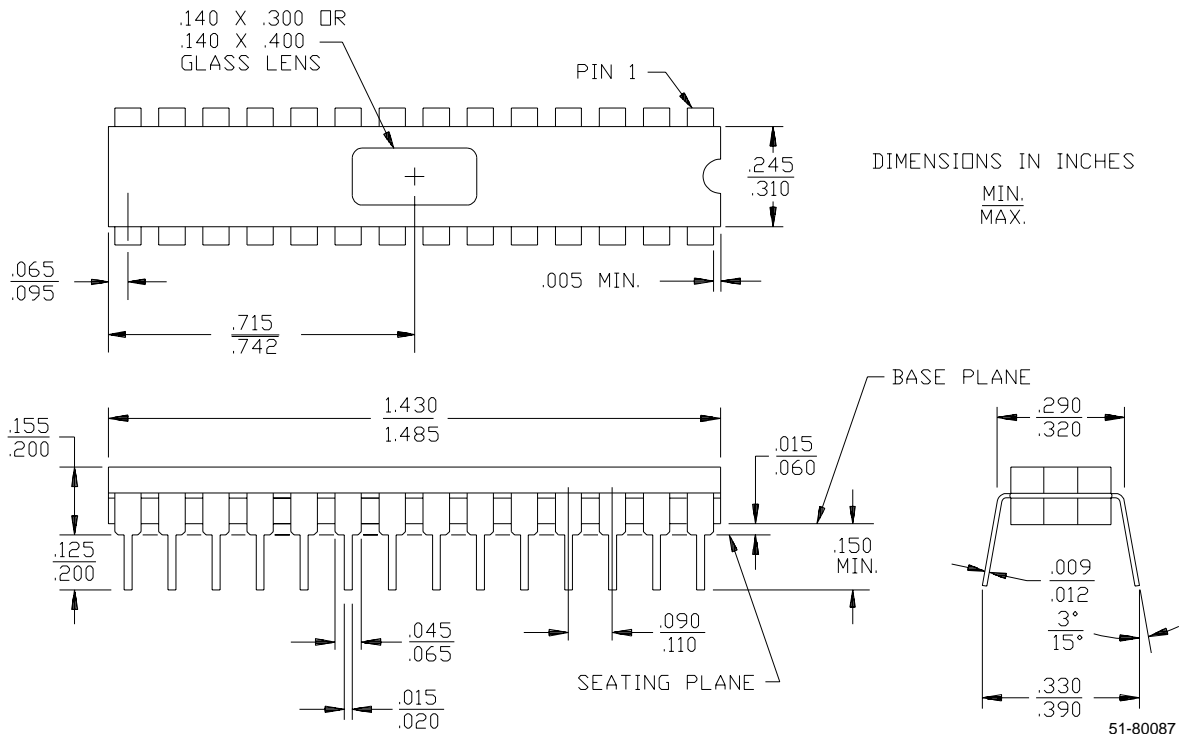 .140 X .300 OR
.140 X .400
GLASS LENS
PIN 1
.245
.310
DIMENSIONS IN INCHES
MIN.
MAX.
.065
.095
.005 MIN.
.715
.742
BASE PLANE
1.430
1.485
.290
.320
.155
.200
.015
.060
.125
.200
.150
MIN.
.009
.012
3°
15°
.045
.065
.090
.110
SEATING PLANE
.015
.020
.330
.390
51-80087